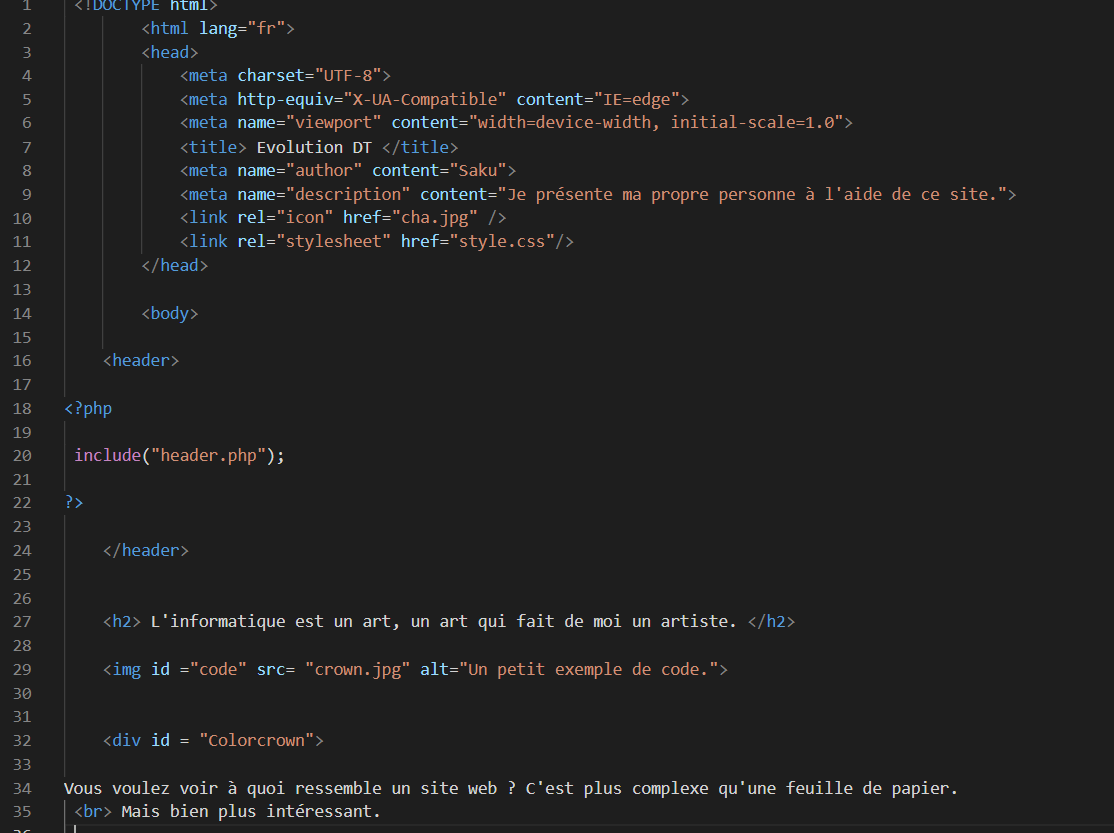 1 <!DOCTYPE html>
2 <html lang="fr">
3 <head>
4 <meta charset="UTF-8">
5 <meta http-equiv="X-UA-Compatible" content="IE=edge">
6 <meta name="viewport" content="width=device-width, initial-scale=1.0">
7 <title> Evolution DT </title>
8 <meta name="author" content="Saku">
9 <meta name="description" content="Je présente ma propre personne à l'aide de ce site.">
10 <link rel="icon" href="cha.jpg" />
11 <link rel="stylesheet" href="style.css"/>
12 </head>
13
14 <body>
15
16 <header>
17
18 <?php
19
20 include("header.php");
21
22 ?>
23
24 </header>
25
26
27 <h2> L'informatique est un art, un art qui fait de moi un artiste. </h2>
28
29 <img id ="code" src= "crown.jpg" alt="Un petit exemple de code.">
30
31
32 <div id = "Colorcrown">
33
34 Vous voulez voir à quoi ressemble un site web ? C'est plus complexe qu'une feuille de papier.
35 <br> Mais bien plus intéressant.
36